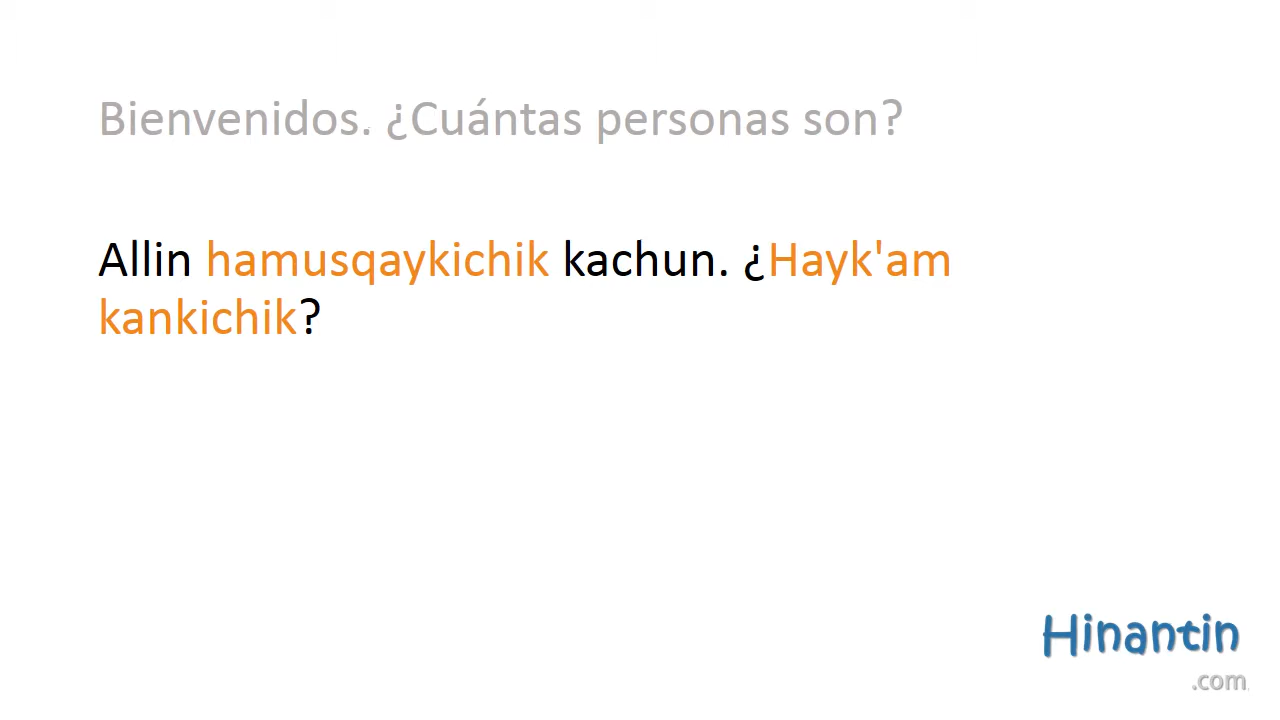 Bienvenidos. ¿Cuántas personas son?
Allin hamusqaykichik kachun. ¿Hayk'am
kankichik?
Hinantin
.com